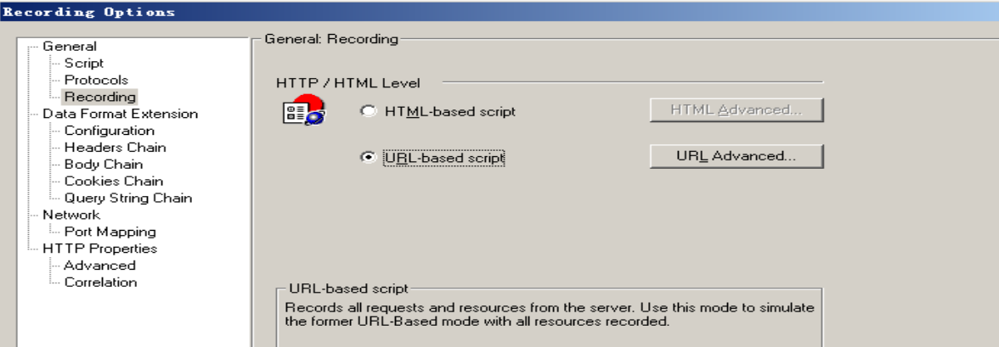 Recording Options
General
Script
Protocols
Recording
Data Format Extension
Configuration
Headers Chain
Body Chain
Cookies Chain
Query String Chain
Network
Port Mapping
HTTP Properties
Advanced
Correlation
General: Recording
HTTP / HTML Level
HTML-based script
HTML Advanced...
URL-based script
URL Advanced...
URL-based script
Records all requests and resources from the server. Use this mode to simulate
the former URL-Based mode with all resources recorded.